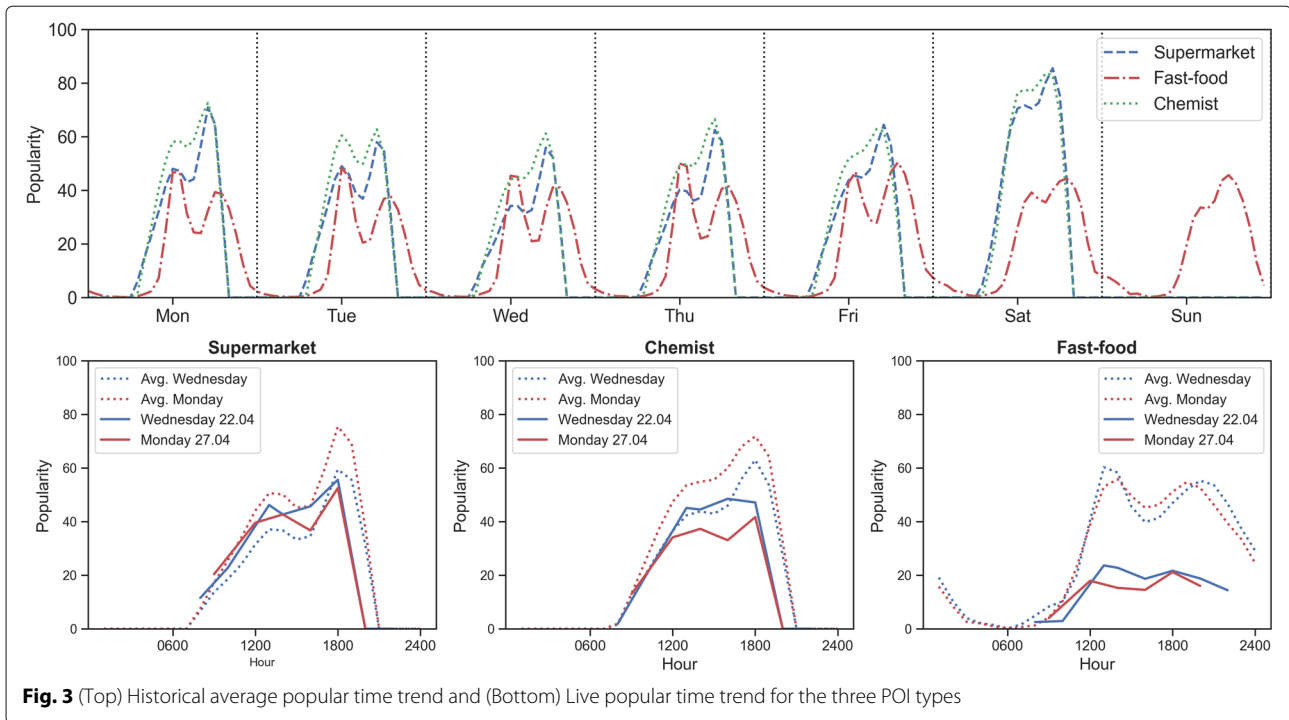 100
80
60
40
20
0
Popularity
Supermarket
Fast-food
Chemist
Mon Tue Wed Thu Fri Sat Sun
Supermarket
100
80
60
40
20
0
Popularity
Avg. Wednesday
Avg. Monday
Wednesday 22.04
Monday 27.04
0600 1200 1800 2400
Hour
Chemist
100
80
60
40
20
0
Popularity
Avg. Wednesday
Avg. Monday
Wednesday 22.04
Monday 27.04
0600 1200 1800 2400
Hour
Fast-food
100
80
60
40
20
0
Popularity
Avg. Wednesday
Avg. Monday
Wednesday 22.04
Monday 27.04
0600 1200 1800 2400
Hour
Fig. 3 (Top) Historical average popular time trend and (Bottom) Live popular time trend for the three POI types